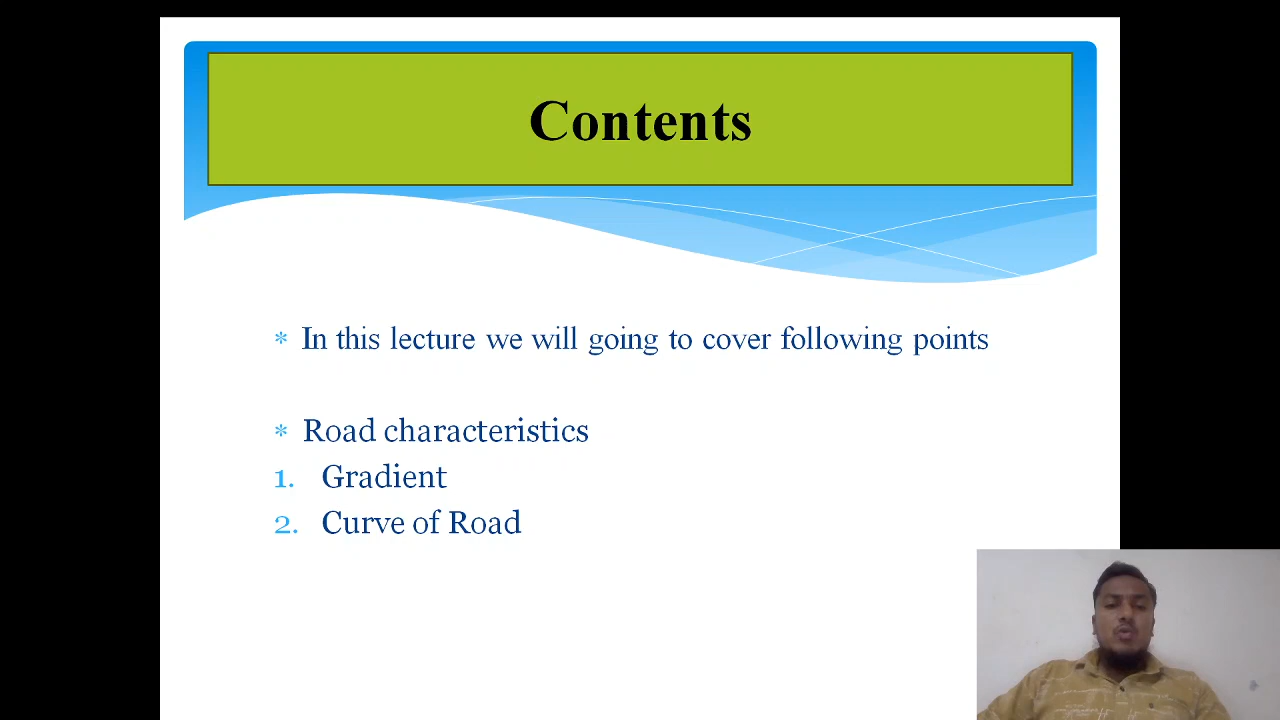 Contents
* In this lecture we will going to cover following points
* Road characteristics
1. Gradient
2. Curve of Road